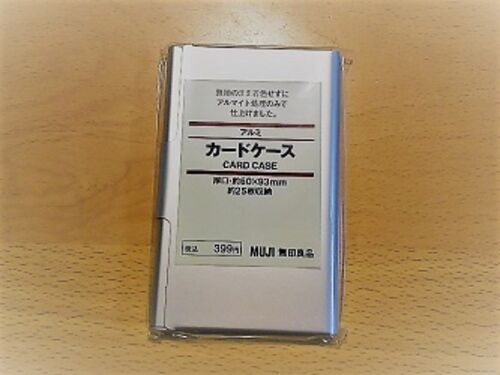 無地のまま着色せずに
アルマイト処理のみで
仕上げました。
アルミ
カードケース
CARD CASE
厚口・約60×93mm
約25枚収納
税込 399円
MUJI 無印良品